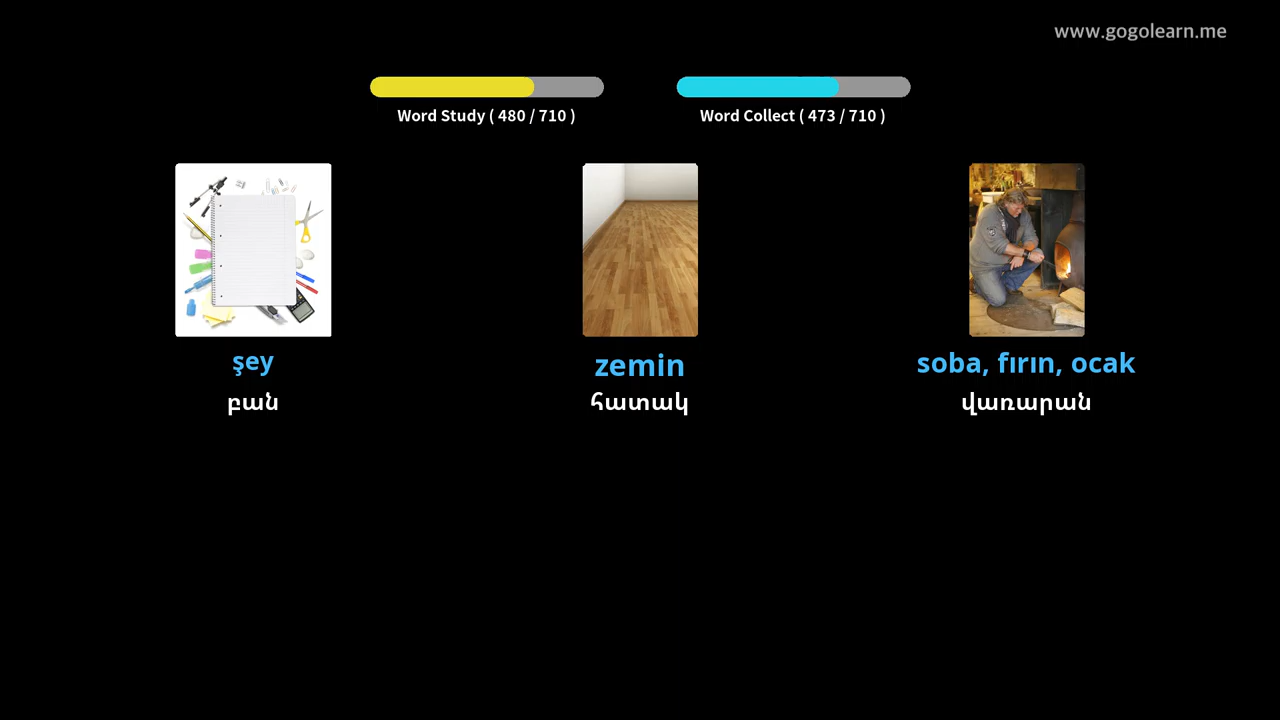 www.gogolearn.me
Word Study ( 480 / 710 )
Word Collect ( 473 / 710 )
şey
zemin
soba, fırın, ocak
բան
հատակ
վառարան